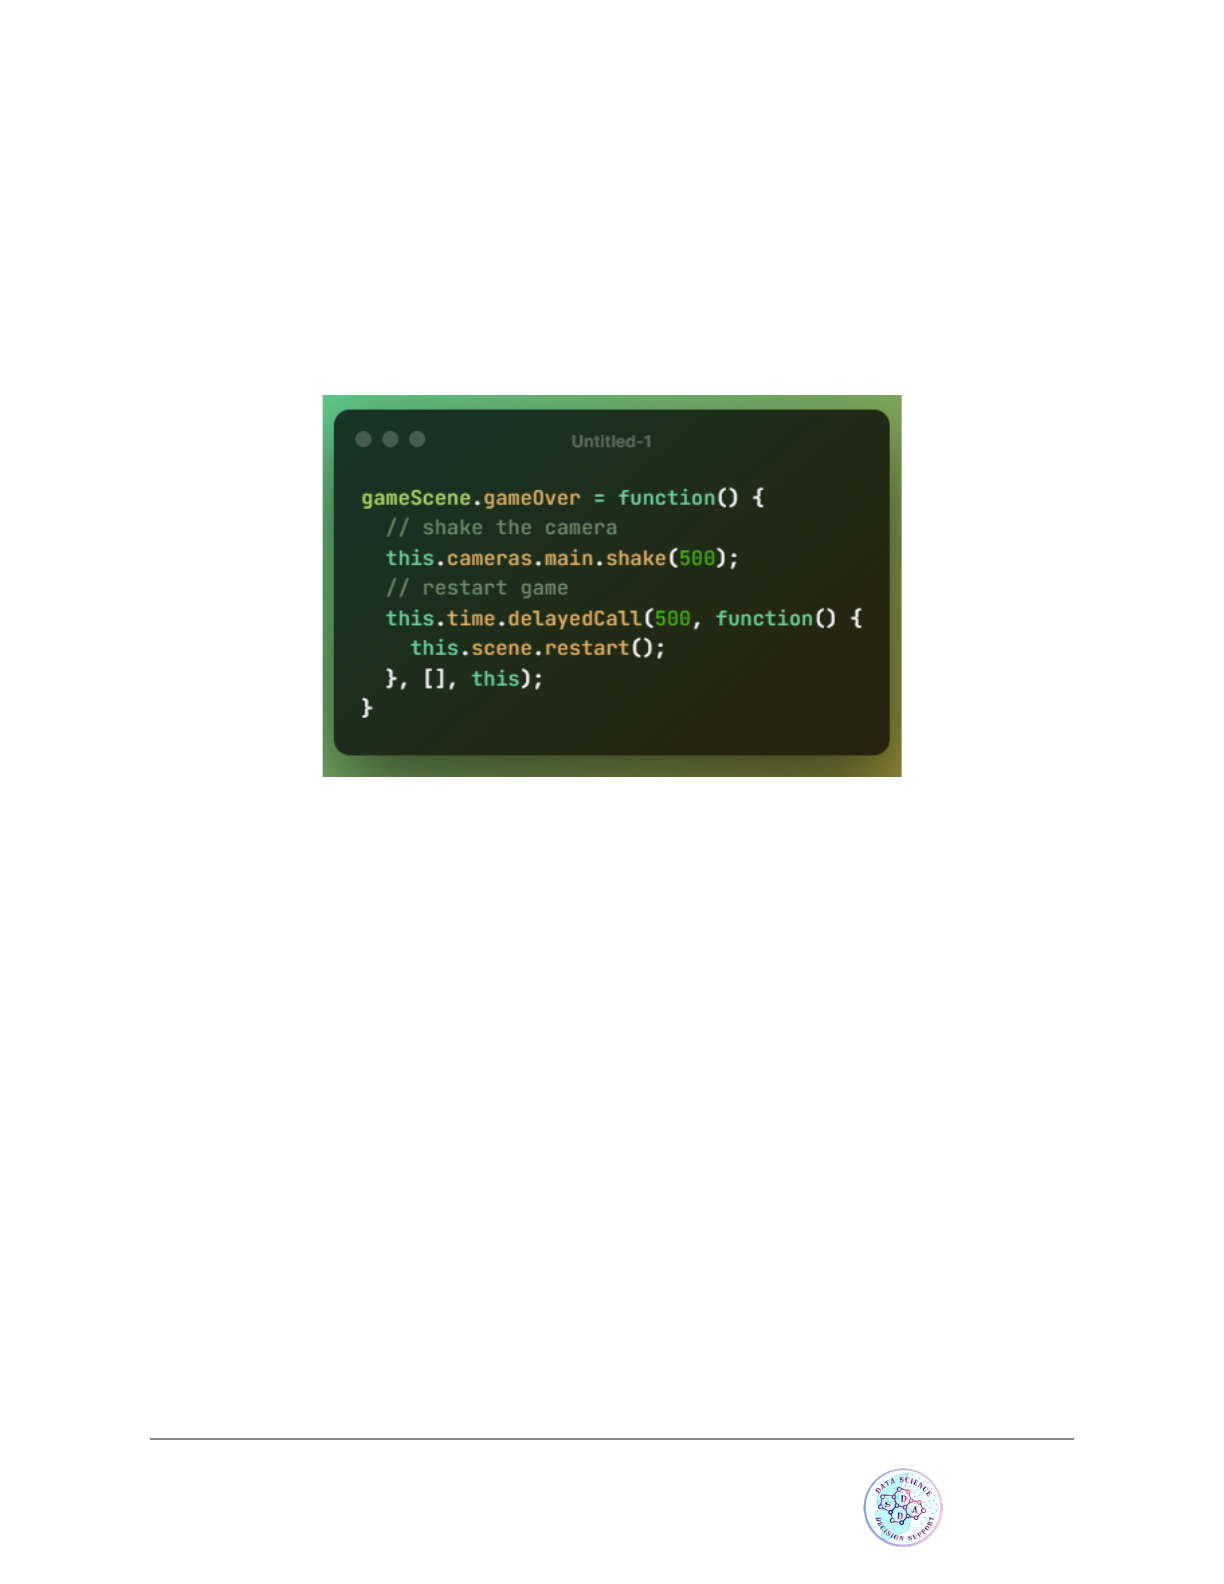 Untitled-1
gameScene.gameOver = function() {
  // shake the camera
  this.cameras.main.shake(500);
  // restart game
  this.time.delayedCall(500, function() {
    this.scene.restart();
  }, [], this);
}
DATA SCIENCE
S D D A
DECISION SUPPORT